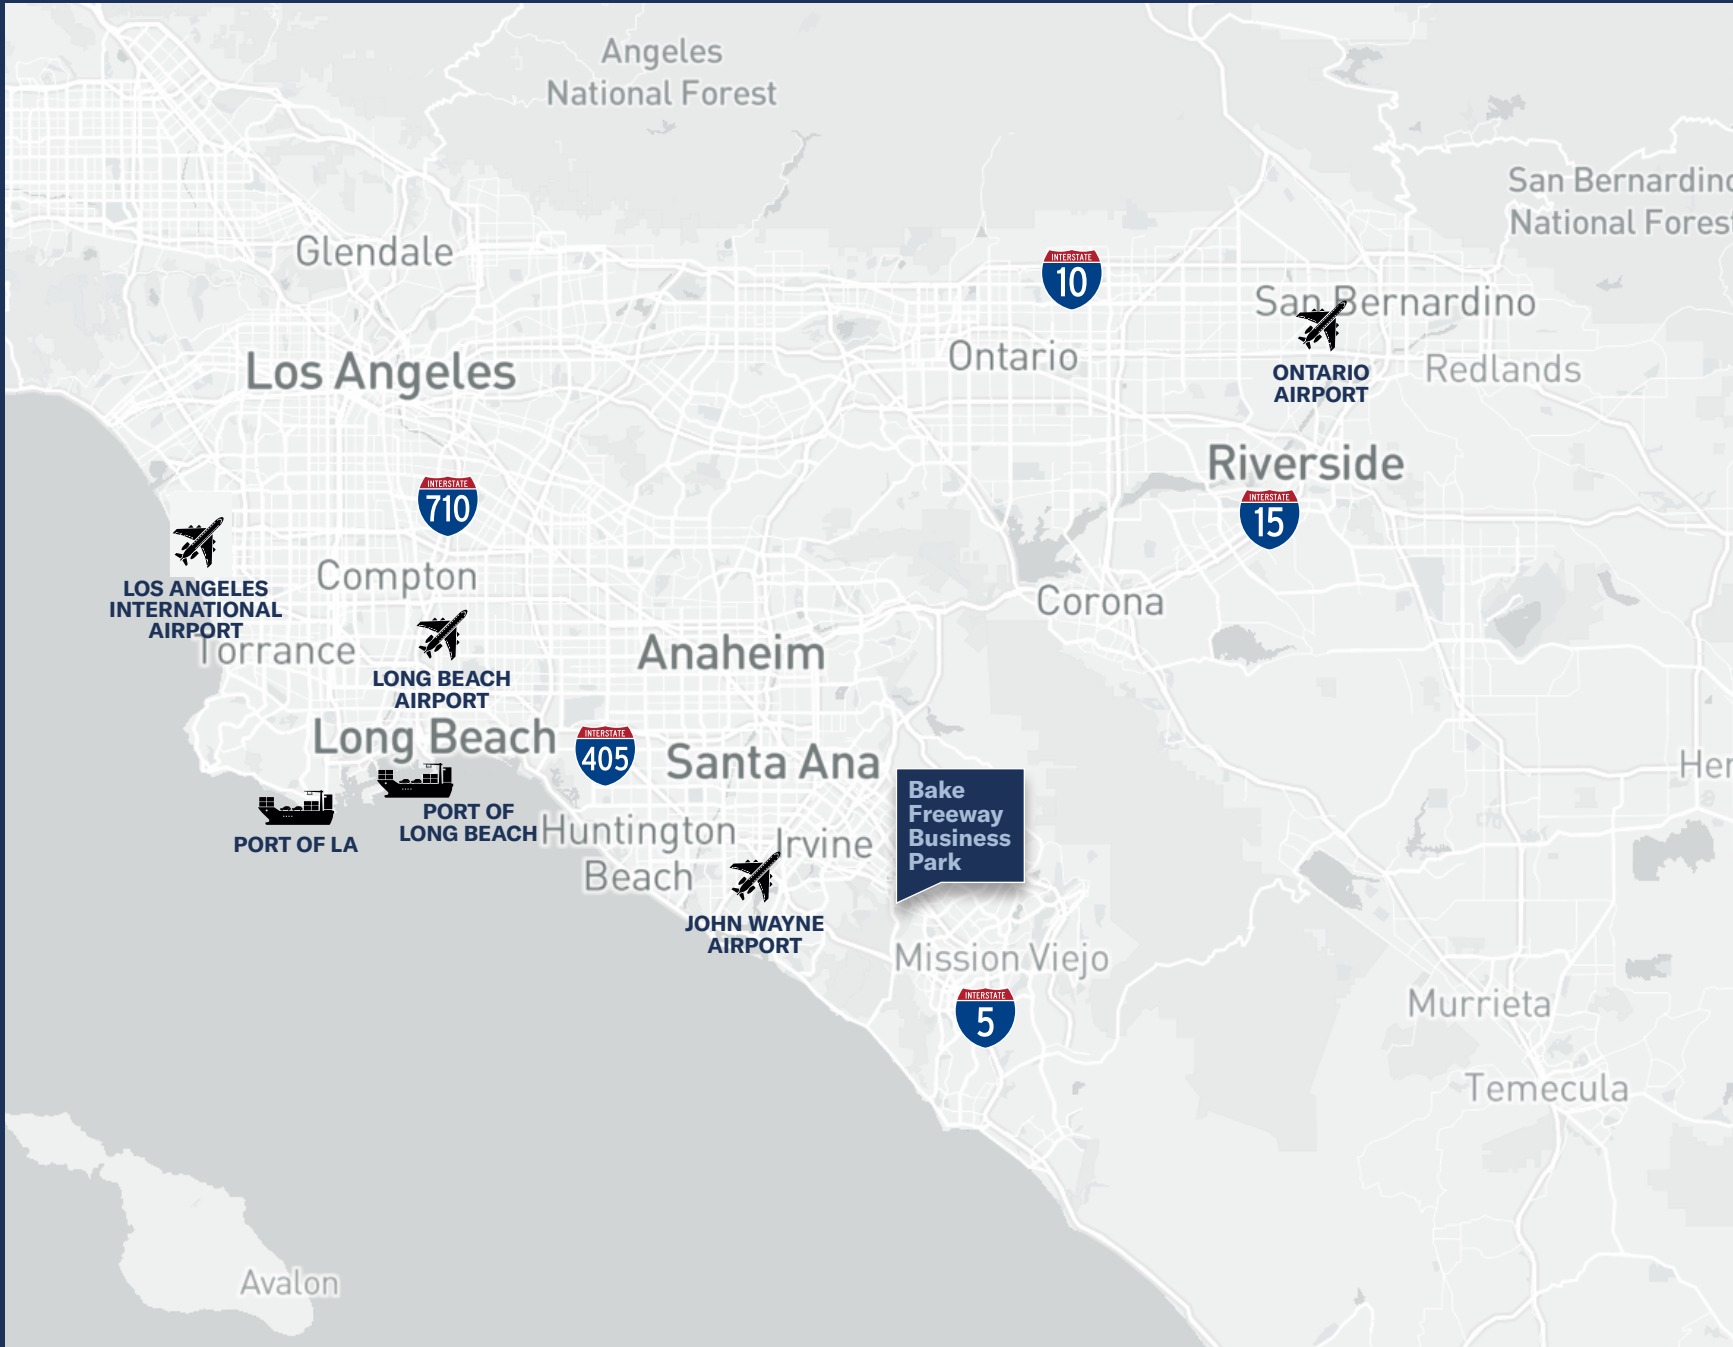 Angeles
National Forest
San Bernardino
National Forest
Glendale
INTERSTATE
10
San Bernardino
Ontario
Los Angeles
ONTARIO
AIRPORT
Redlands
Riverside
INTERSTATE
710
INTERSTATE
15
LOS ANGELES
INTERNATIONAL
AIRPORT
Compton
Corona
Torrance
Anaheim
LONG BEACH
AIRPORT
Long Beach
INTERSTATE
405
Santa Ana
Her
Bake
Freeway
Business
Park
PORT OF
LONG BEACH
PORT OF LA
Huntington
Beach
Irvine
JOHN WAYNE
AIRPORT
Mission Viejo
INTERSTATE
5
Murrieta
Temecula
Avalon